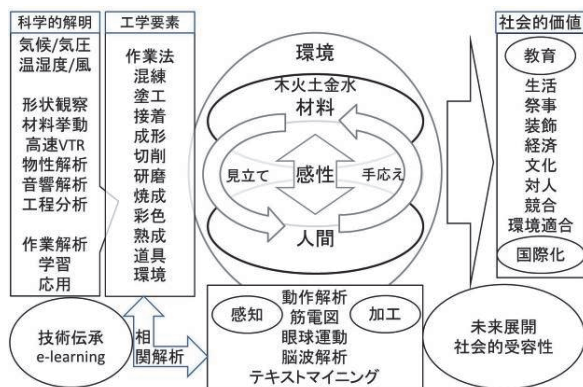 科学的解明
気候/気圧
温湿度/風
形状観察
材料挙動
高速VTR
物性解析
音響解析
工程分析
作業解析
学習
応用
工学要素
作業法
混練
塗工
接着
成形
切削
研磨
焼成
彩色
熟成
道具
環境
環境
木火土金水
材料
見立て
感性
手応え
人間
社会的価値
教育
生活
祭事
装飾
経済
文化
対人
競合
環境適合
国際化
技術伝承
e-learning
相
関解析
感知
動作解析
筋電図
眼球運動
脳波解析
テキストマイニング
加工
未来展開
社会的受容性